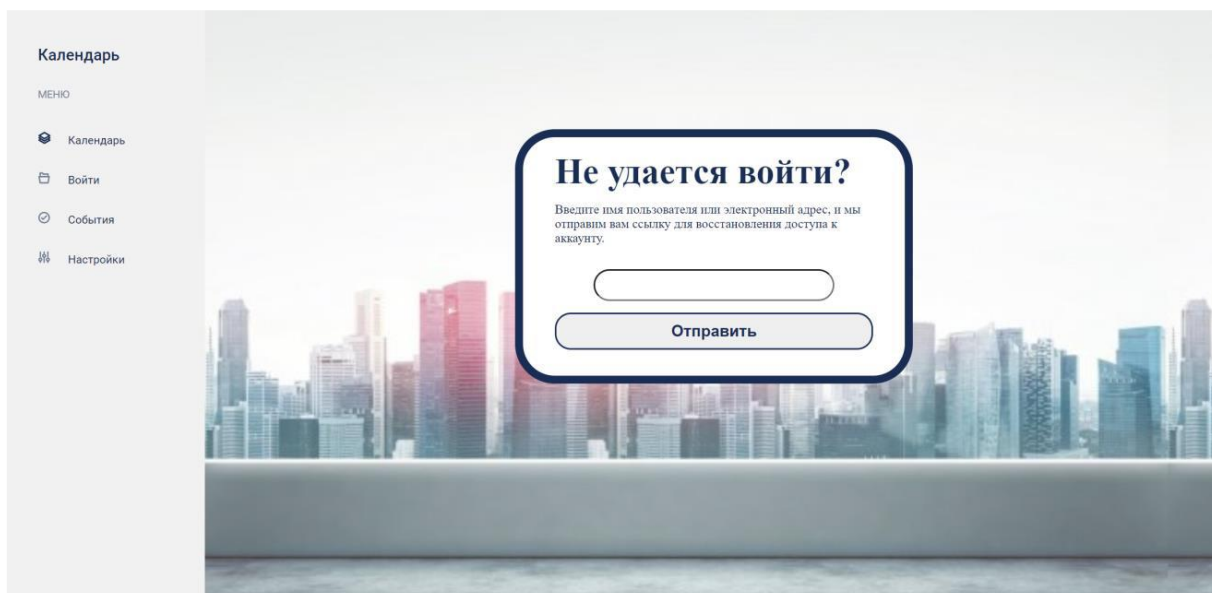 Календарь
МЕНЮ
Календарь
Войти
События
Настройки
Не удается войти?
Введите имя пользователя или электронный адрес, и мы
отправим вам ссылку для восстановления доступа к
аккаунту.
Отправить